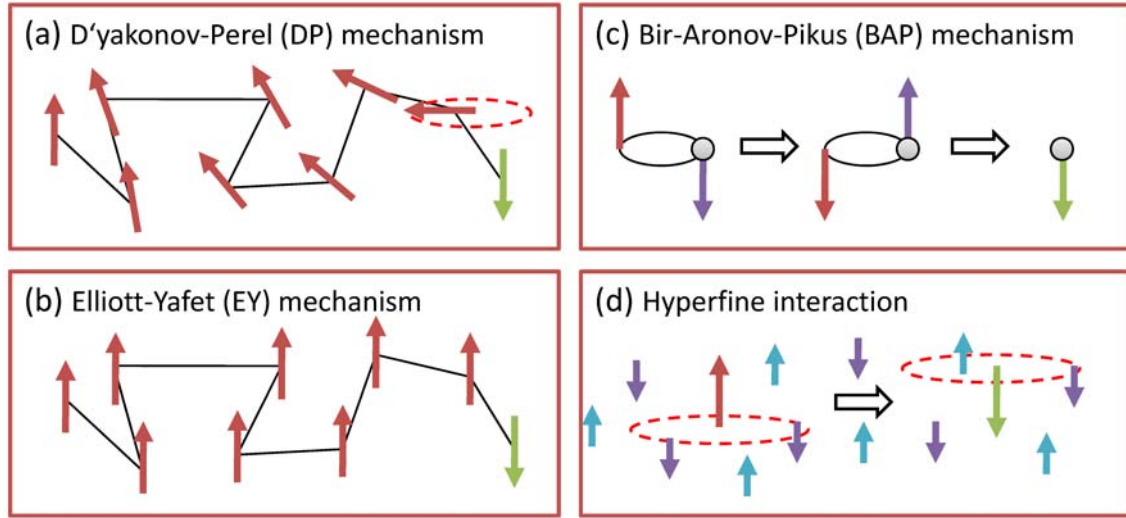 (a) D‘yakonov-Perel (DP) mechanism
(c) Bir-Aronov-Pikus (BAP) mechanism
(b) Elliott-Yafet (EY) mechanism
(d) Hyperfine interaction